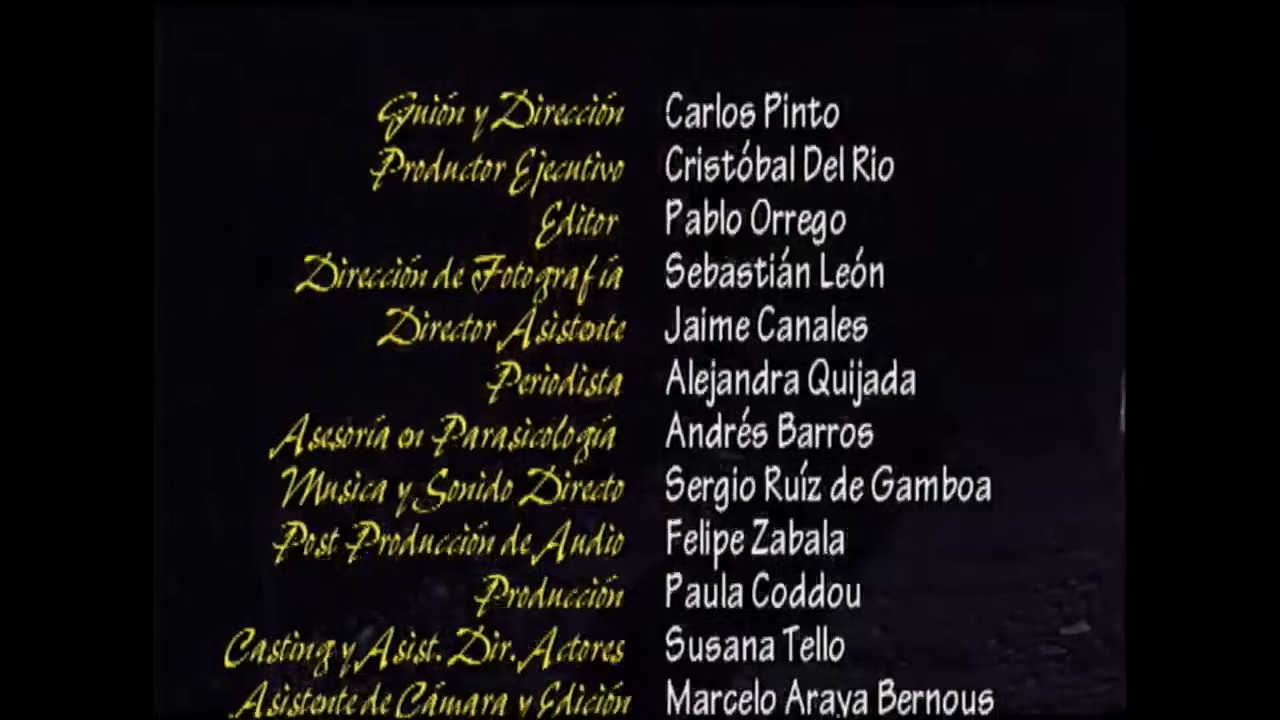 Guión y Dirección Carlos Pinto
Productor Ejecutivo Cristóbal Del Rio
Editor Pablo Orrego
Dirección de Fotografía Sebastián León
Director Asistente Jaime Canales
Periodista Alejandra Quijada
Asesoría en Parasicología Andrés Barros
Musica y Sonido Directo Sergio Ruíz de Gamboa
Post Producción de Audio Felipe Zabala
Producción Paula Coddou
Casting y Asist. Dir. Actores Susana Tello
Asistente de Cámara y Edición Marcelo Araya Bernous